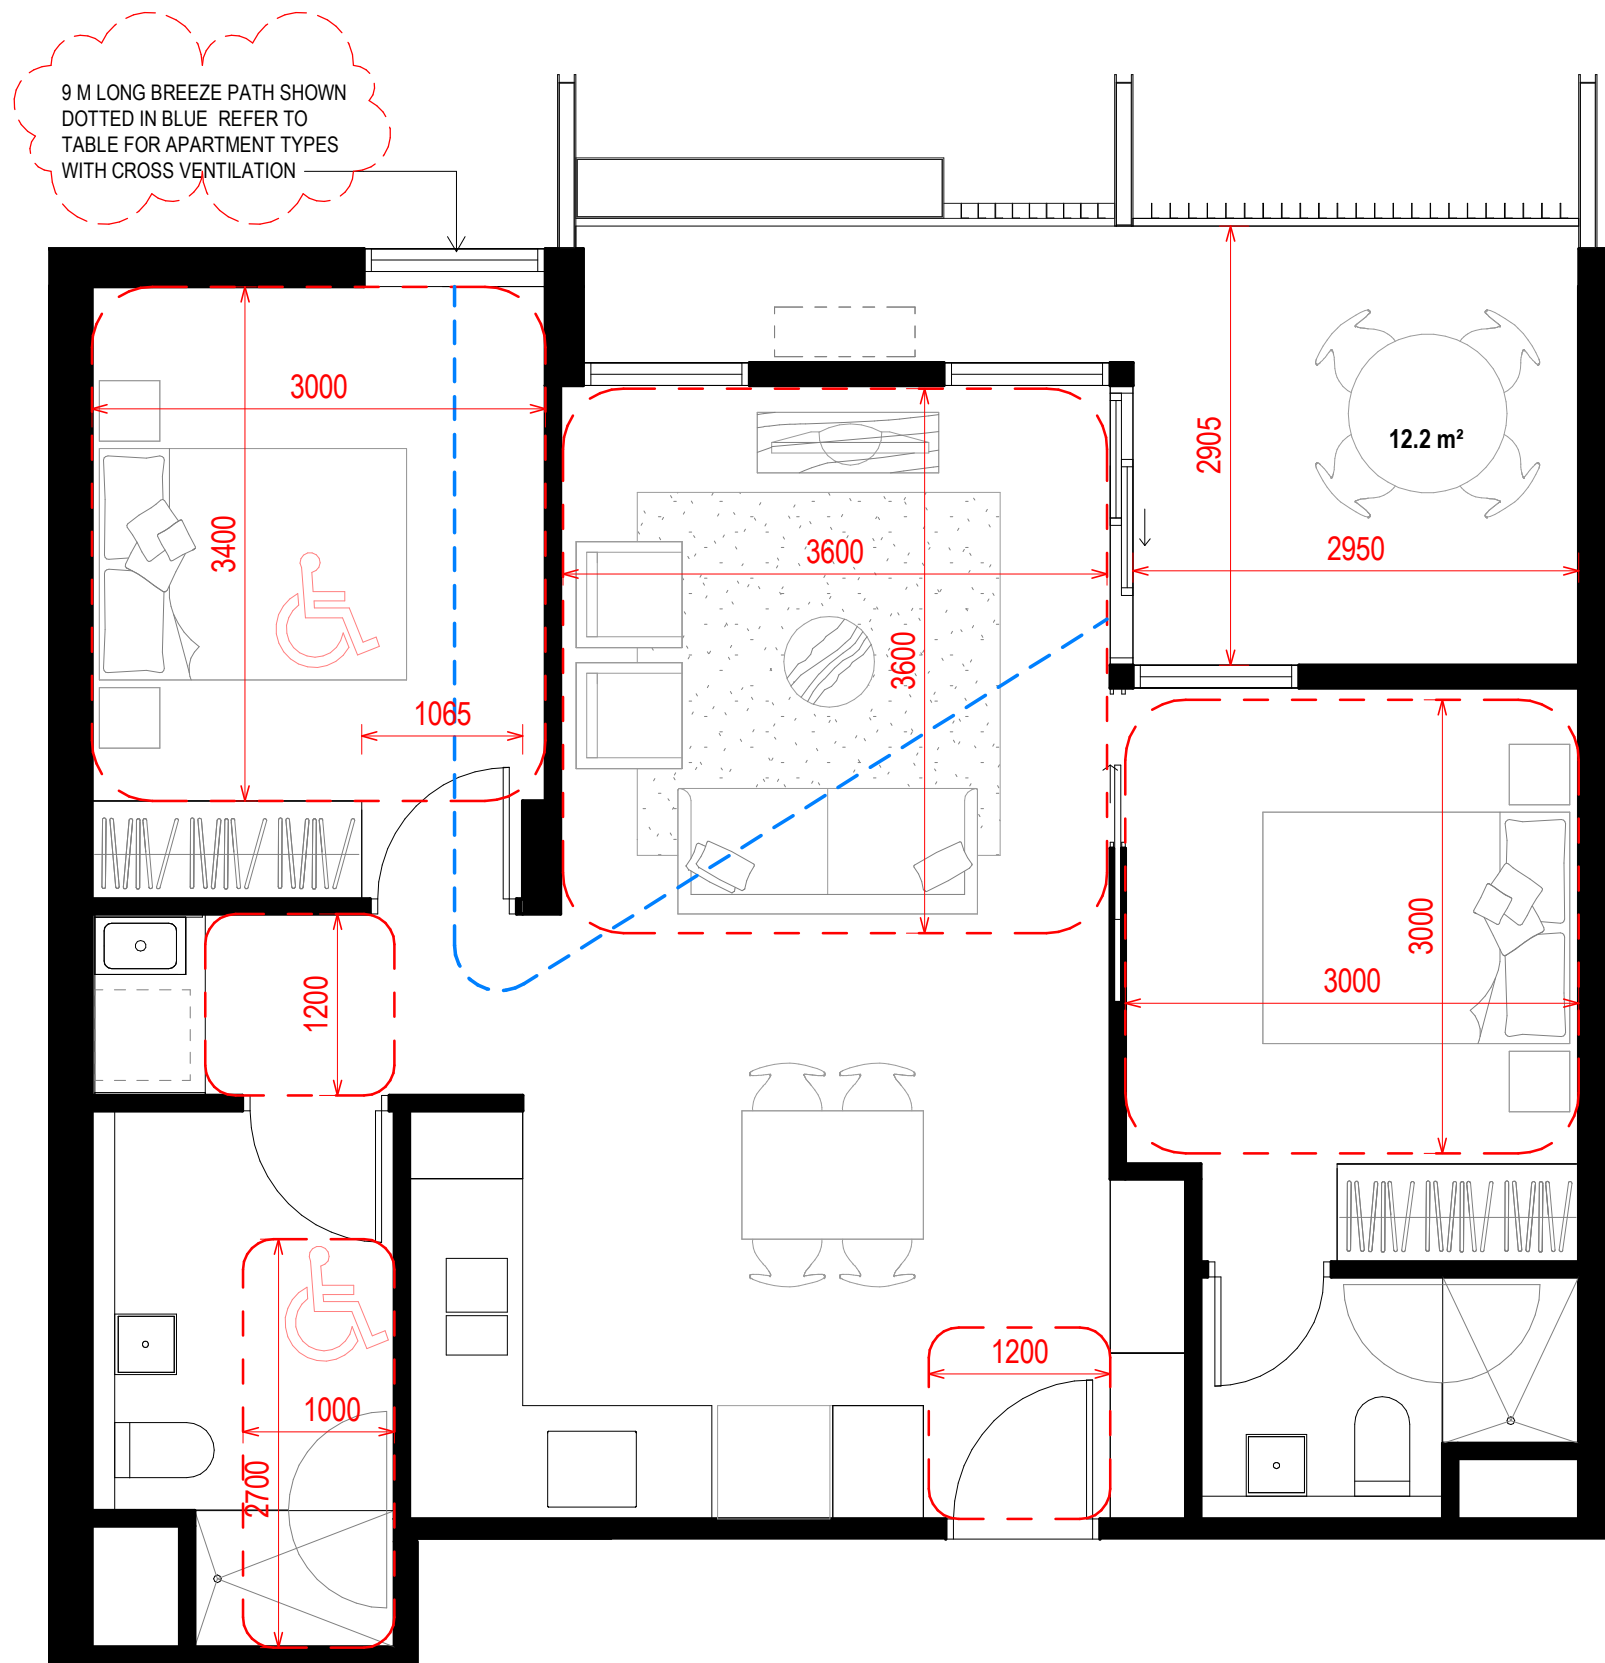 9 M LONG BREEZE PATH SHOWN
DOTTED IN BLUE  REFER TO
TABLE FOR APARTMENT TYPES
WITH CROSS VENTILATION
3000
3400
1065
3600
3600
2905
12.2 m²
2950
3000
3000
1200
1200
1000
2700